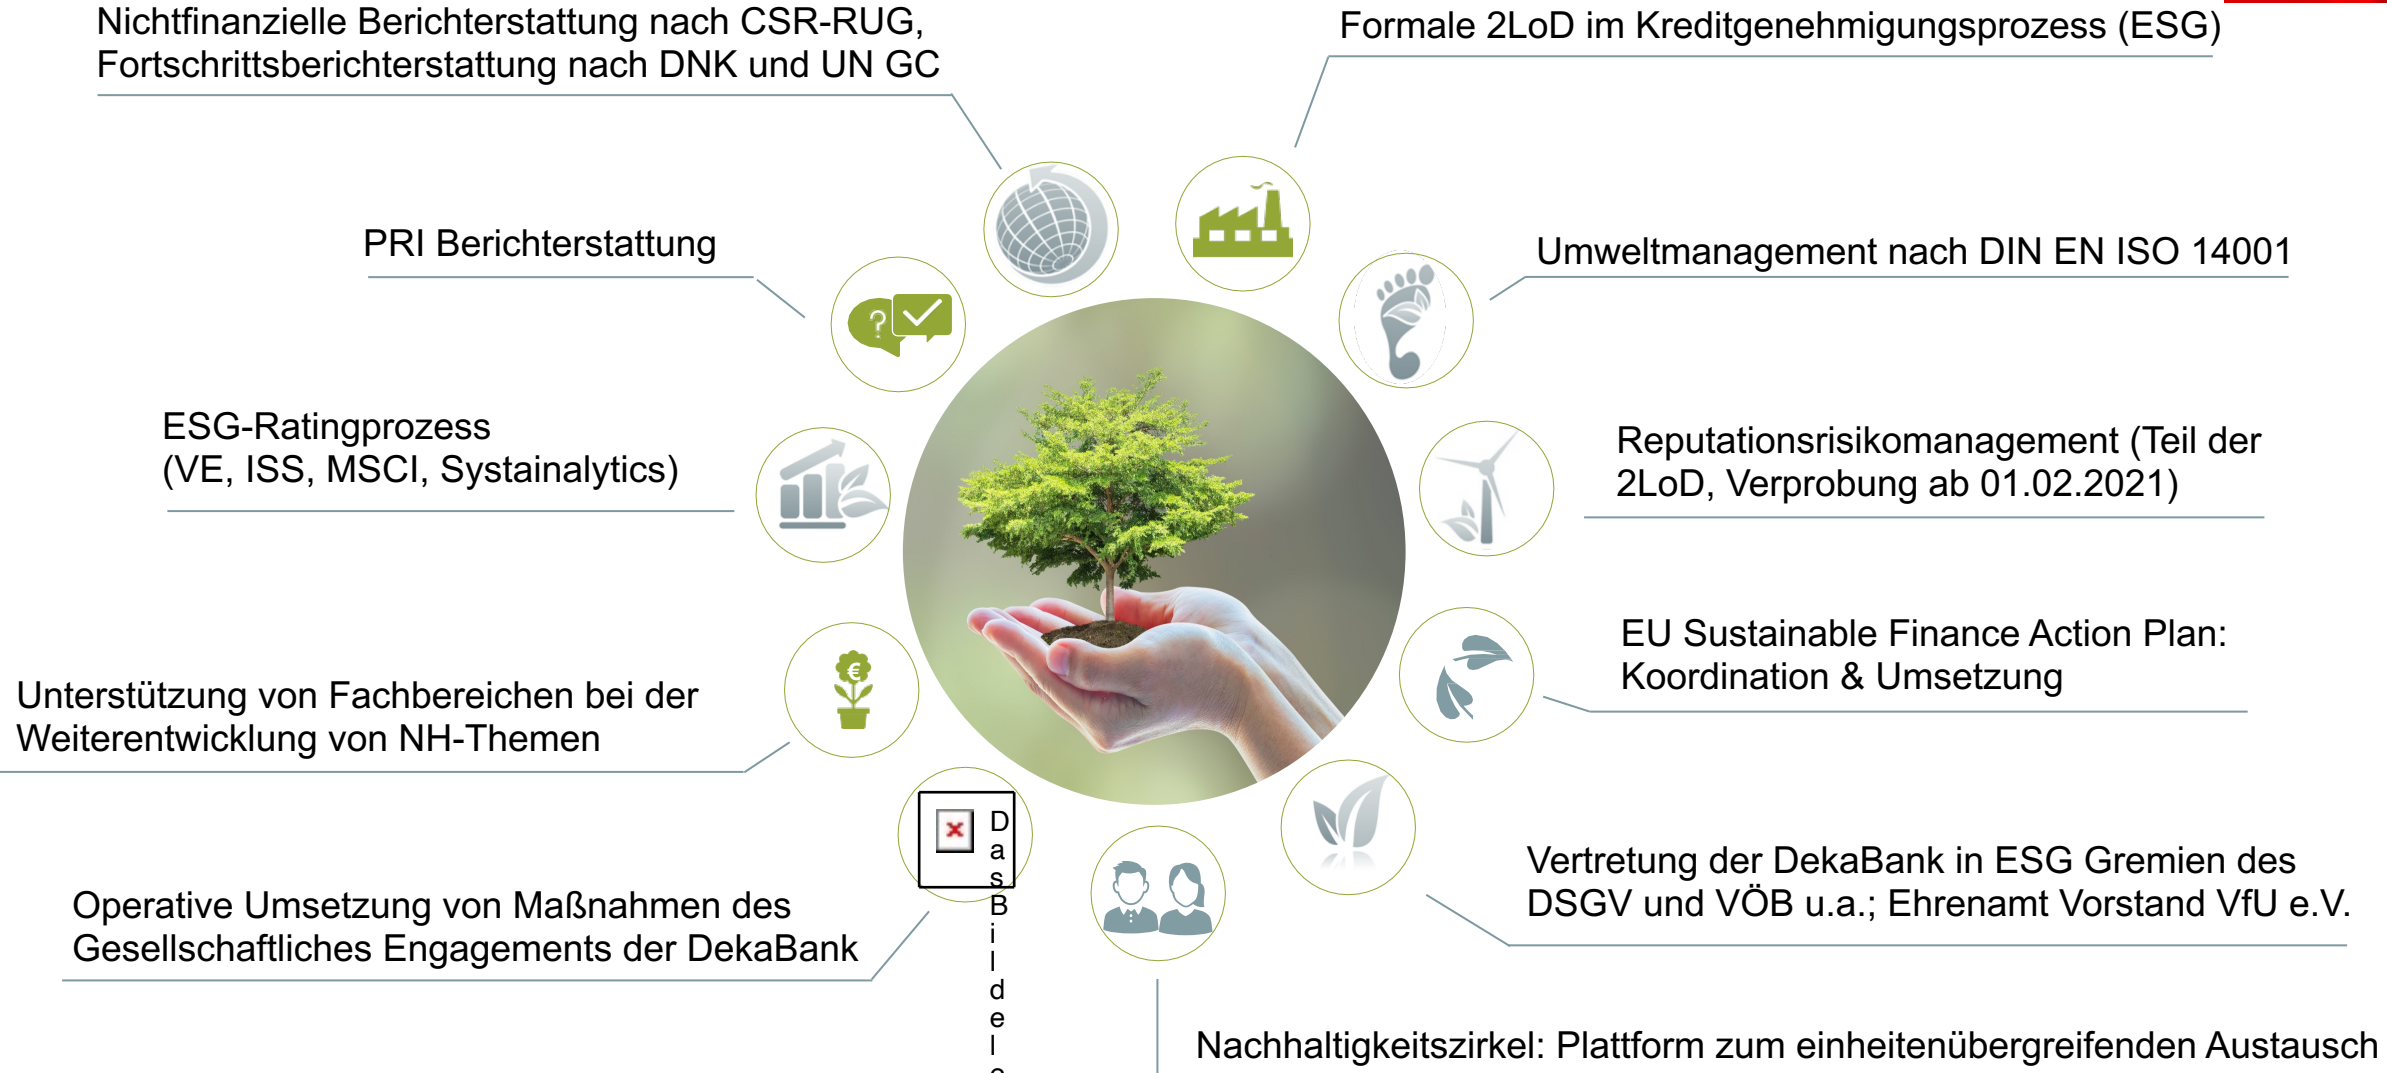 Nichtfinanzielle Berichterstattung nach CSR-RUG,
Fortschrittsberichterstattung nach DNK und UN GC
Formale 2LoD im Kreditgenehmigungsprozess (ESG)
PRI Berichterstattung
Umweltmanagement nach DIN EN ISO 14001
ESG-Ratingprozess
(VE, ISS, MSCI, Systainalytics)
Reputationsrisikomanagement (Teil der
2LoD, Verprobung ab 01.02.2021)
EU Sustainable Finance Action Plan:
Koordination & Umsetzung
Unterstützung von Fachbereichen bei der
Weiterentwicklung von NH-Themen
?
€
Vertretung der DekaBank in ESG Gremien des
DSGV und VÖB u.a.; Ehrenamt Vorstand VfU e.V.
Operative Umsetzung von Maßnahmen des
Gesellschaftliches Engagements der DekaBank
D
a
s
B
i
l
d
e
l
Nachhaltigkeitszirkel: Plattform zum einheitenübergreifenden Austausch